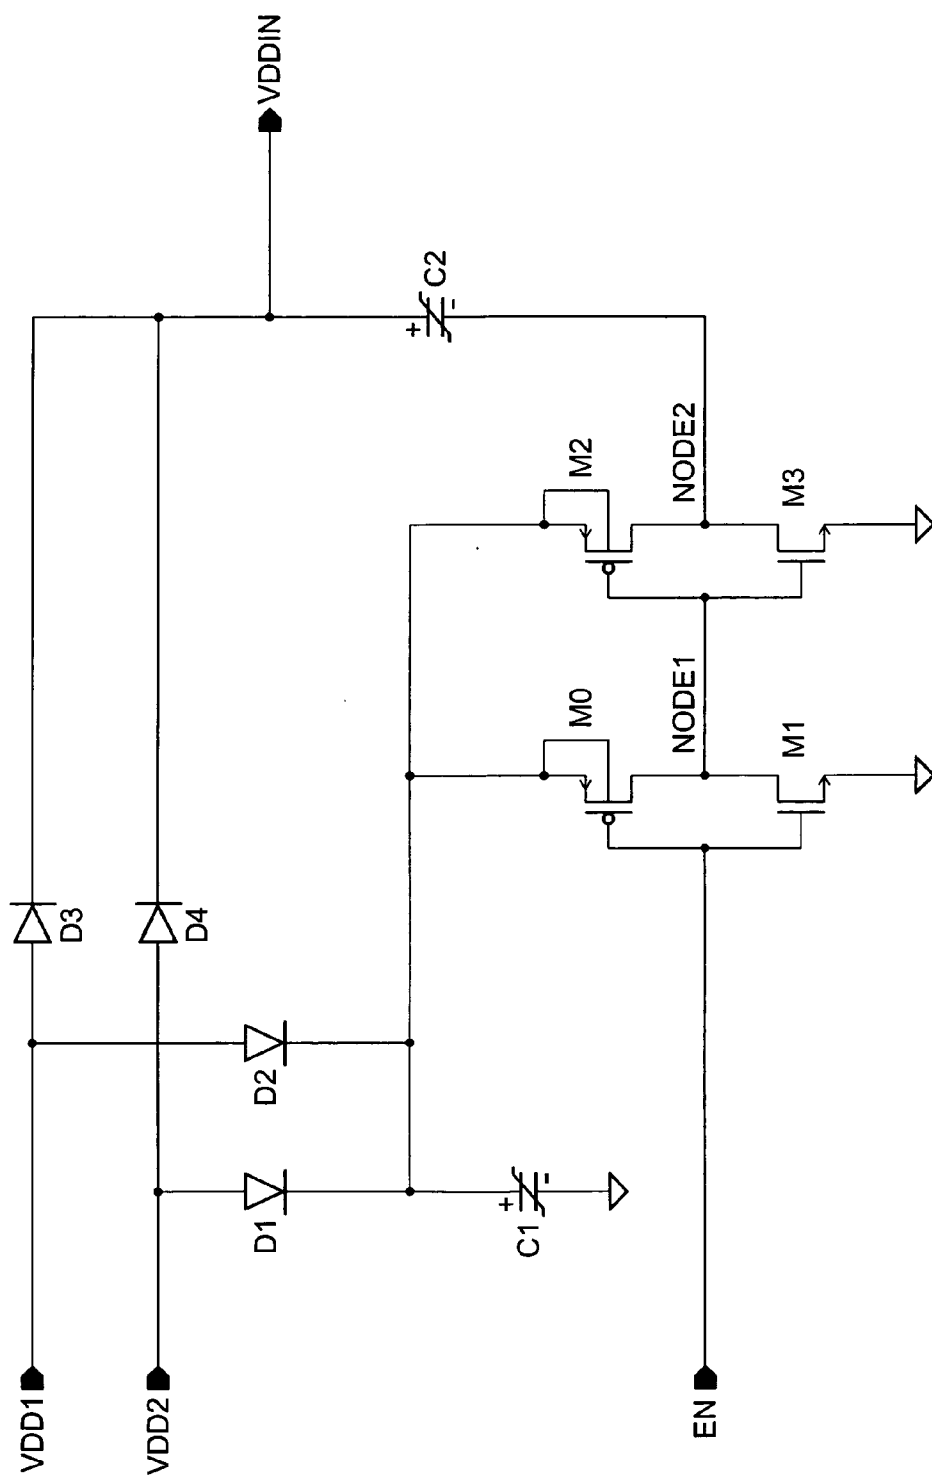 VDD1
VDD2
EN
D1
D2
D3
D4
C1
+
-
M0
NODE1
M1
M2
NODE2
M3
C2
+
-
VDDIN